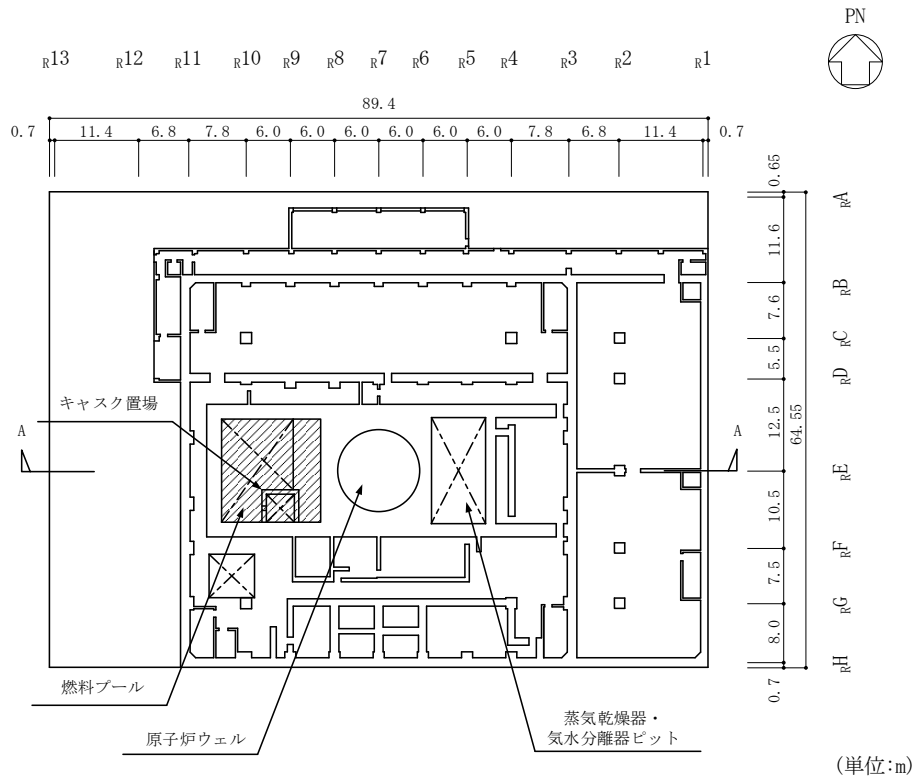 PN
R13 R12 R11 R10 R9 R8 R7 R6 R5 R4 R3 R2 R1
89.4
0.7 11.4 6.8 7.8 6.0 6.0 6.0 6.0 6.0 6.0 7.8 6.8 11.4 0.7
0.65
RA
11.6
RB
7.6
RC
5.5
RD
12.5
64.55
キャスク置場
A
A
RE
10.5
RF
7.5
RG
8.0
RH
0.7
燃料プール
原子炉ウェル
蒸気乾燥器・
気水分離器ピット
(単位:m)